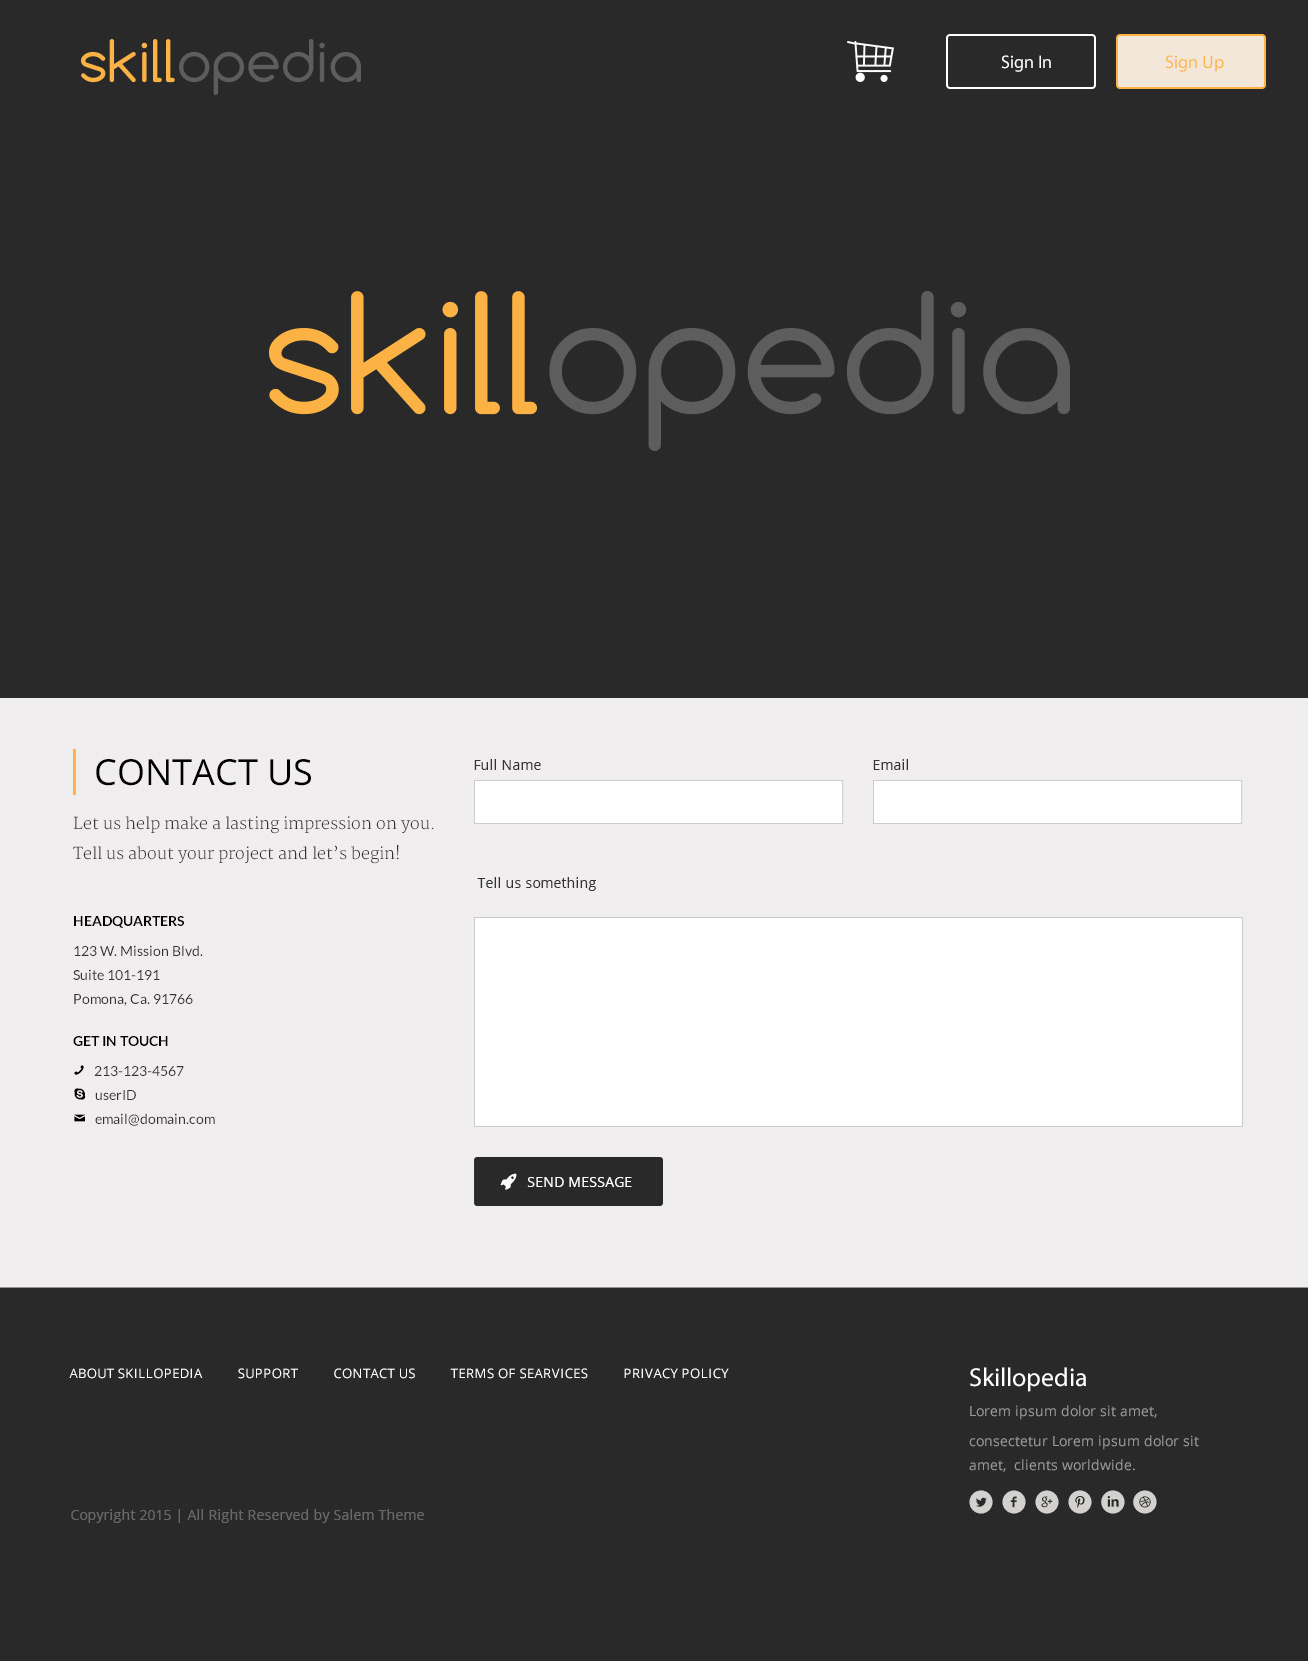 skillopedia
Sign In
Sign Up
skillopedia
CONTACT US
Let us help make a lasting impression on you.
Tell us about your project and let’s begin!
HEADQUARTERS
123 W. Mission Blvd.
Suite 101-191
Pomona, Ca. 91766
GET IN TOUCH
213-123-4567
userID
email@domain.com
Full Name
Email
Tell us something
SEND MESSAGE
ABOUT SKILLOPEDIA SUPPORT CONTACT US TERMS OF SEARVICES PRIVACY POLICY
Copyright 2015 | All Right Reserved by Salem Theme
Skillopedia
Lorem ipsum dolor sit amet,
consectetur Lorem ipsum dolor sit
amet, clients worldwide.